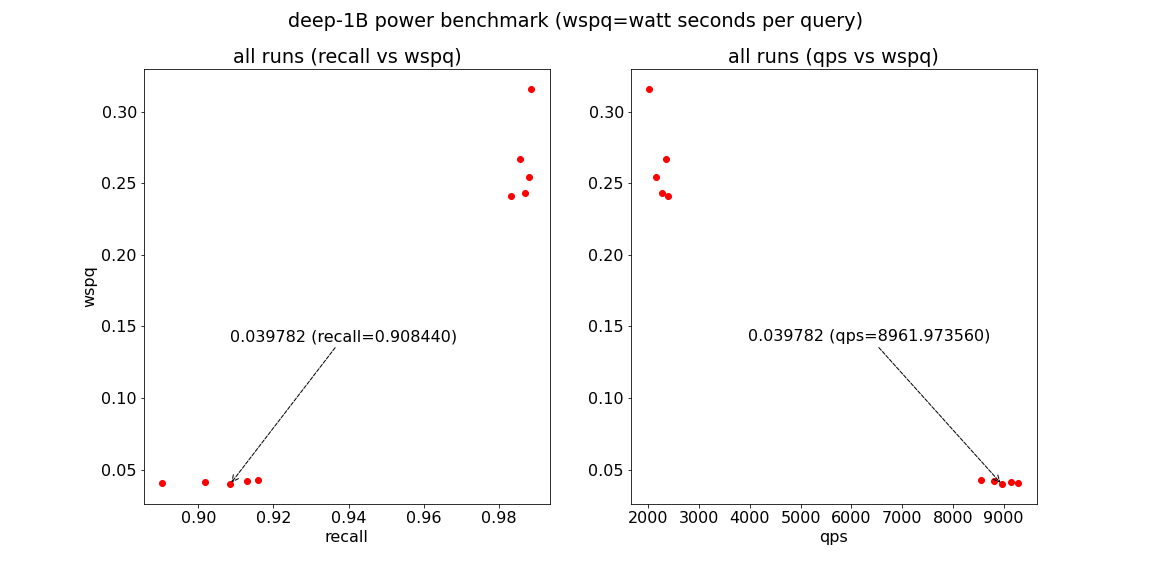 deep-1B power benchmark (wspq=watt seconds per query)
all runs (recall vs wspq)
0.30
0.25
0.20
0.15
0.10
0.05
wspq
0.039782 (recall=0.908440)
0.90 0.92 0.94 0.96 0.98
recall
all runs (qps vs wspq)
0.30
0.25
0.20
0.15
0.10
0.05
0.039782 (qps=8961.973560)
2000 3000 4000 5000 6000 7000 8000 9000
qps